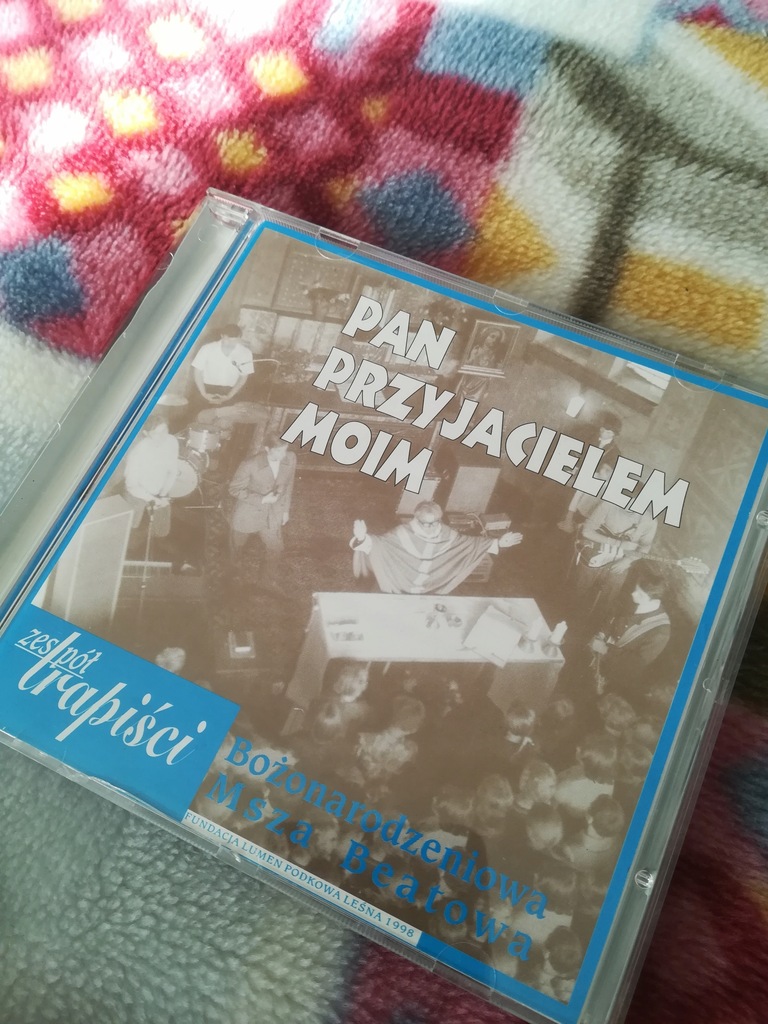 PAN
PRZYJACIELEM
MOIM
zespół
trapiści
Bożonarodzeniowa
Msza Beatowa
FUNDACJA LUMEN PODKOWA LEŚNA 1998